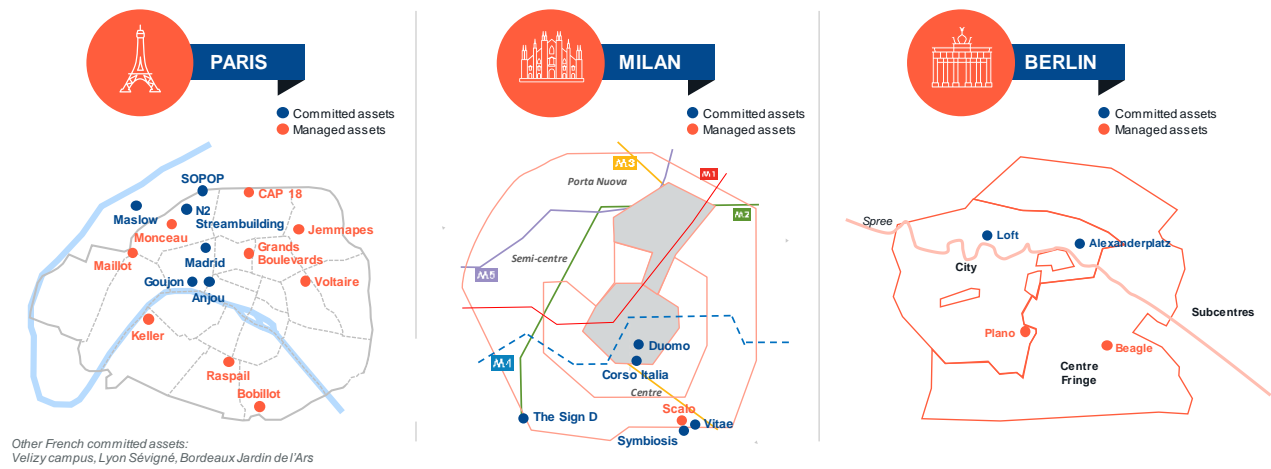 PARIS
Committed assets
Managed assets
SOPOP
CAP 18
Maslow
N2
Streambuilding
Monceau
Jemmapes
Madrid
Grands
Boulevards
Maillot
Goujon
Anjou
Voltaire
Keller
Raspail
Bobillot
Other French committed assets:
Velizy campus, Lyon Sévigné, Bordeaux Jardin de l'Ars
MILAN
Committed assets
Managed assets
M3
M1
Porta Nuova
M2
Semi-centre
M5
Duomo
M4
Corso Italia
Centre
Scalo
The Sign D
Vitae
Symbiosis
BERLIN
Committed assets
Managed assets
Spree
Loft
Alexanderplatz
City
Subcentres
Plano
Beagle
Centre
Fringe